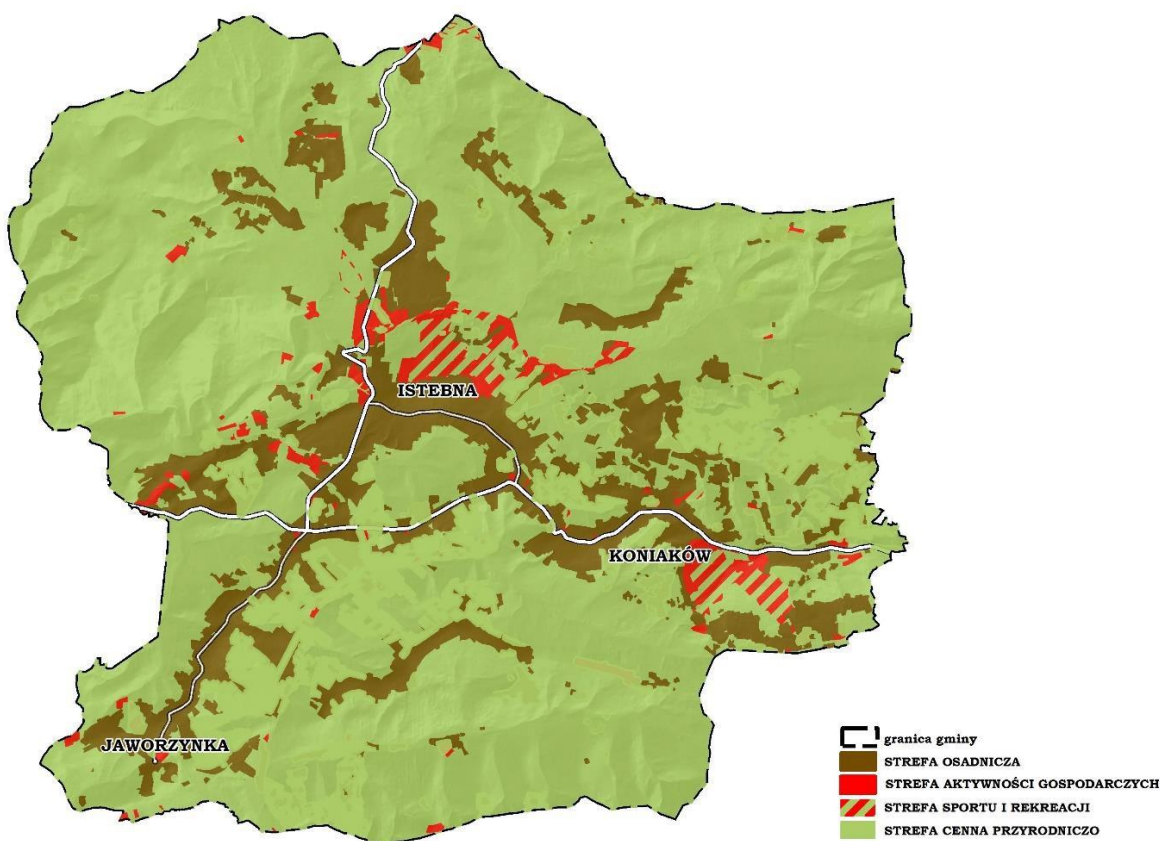 ISTEBNA
KONIAKÓW
JAWORZYNKA
granica gminy
STREFA OSADNICZA
STREFA AKTYWNOŚCI GOSPODARCZYCH
STREFA SPORTU I REKREACJI
STREFA CENNA PRZYRODNICZO